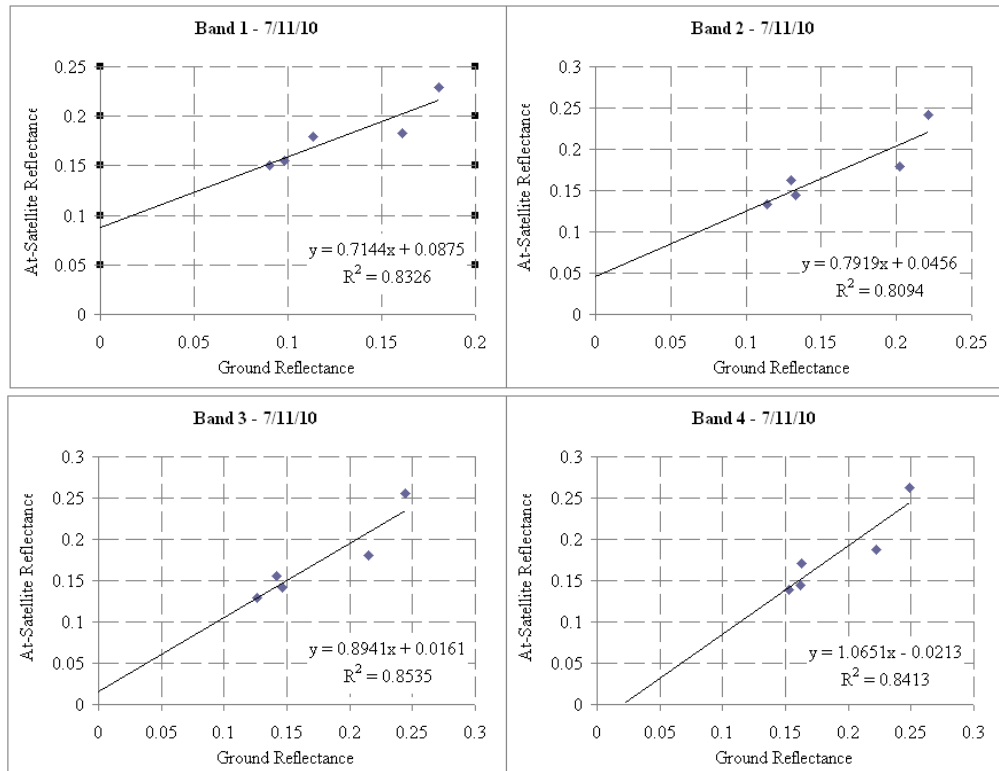 Band 1 - 7/11/10
At-Satellite Reflectance
0.25
0.2
0.15
0.1
0.05
0
y = 0.7144x + 0.0875
R² = 0.8326
0 0.05 0.1 0.15 0.2
Ground Reflectance
Band 2 - 7/11/10
At-Satellite Reflectance
0.3
0.25
0.2
0.15
0.1
0.05
0
y = 0.7919x + 0.0456
R² = 0.8094
0 0.05 0.1 0.15 0.2 0.25
Ground Reflectance
Band 3 - 7/11/10
At-Satellite Reflectance
0.3
0.25
0.2
0.15
0.1
0.05
0
y = 0.8941x + 0.0161
R² = 0.8535
0 0.05 0.1 0.15 0.2 0.25 0.3
Ground Reflectance
Band 4 - 7/11/10
At-Satellite Reflectance
0.3
0.25
0.2
0.15
0.1
0.05
0
y = 1.0651x - 0.0213
R² = 0.8413
0 0.05 0.1 0.15 0.2 0.25 0.3
Ground Reflectance